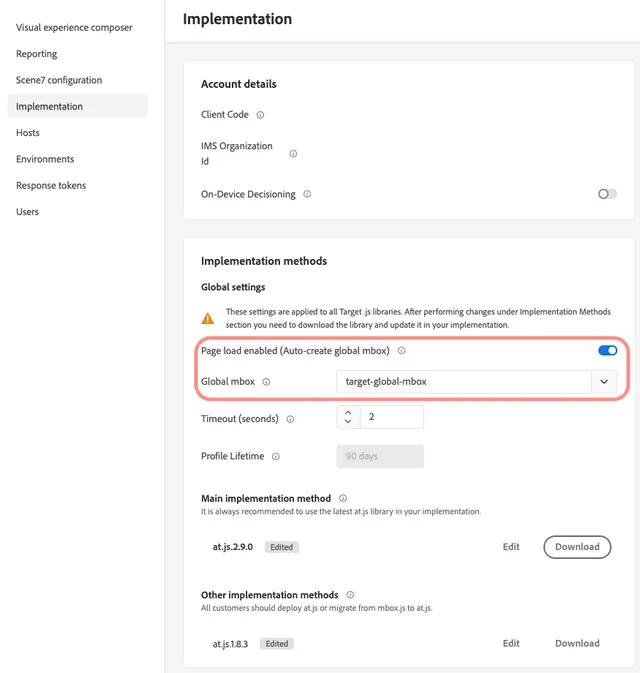 Visual experience composer
Reporting
Scene7 configuration
Implementation
Hosts
Environments
Response tokens
Users
Implementation
Account details
Client Code
IMS Organization
Id
On-Device Decisioning
Implementation methods
Global settings
These settings are applied to all Target .js libraries. After performing changes under Implementation Methods
section you need to download the library and update it in your implementation.
Page load enabled (Auto-create global mbox)
Global mbox target-global-mbox
Timeout (seconds) 2
Profile Lifetime 90 days
Main implementation method
It is always recommended to use the latest at.js library in your implementation.
at.js.2.9.0 Edited Edit Download
Other implementation methods
All customers should deploy at.js or migrate from mbox.js to at.js.
at.js.1.8.3 Edited Edit Download